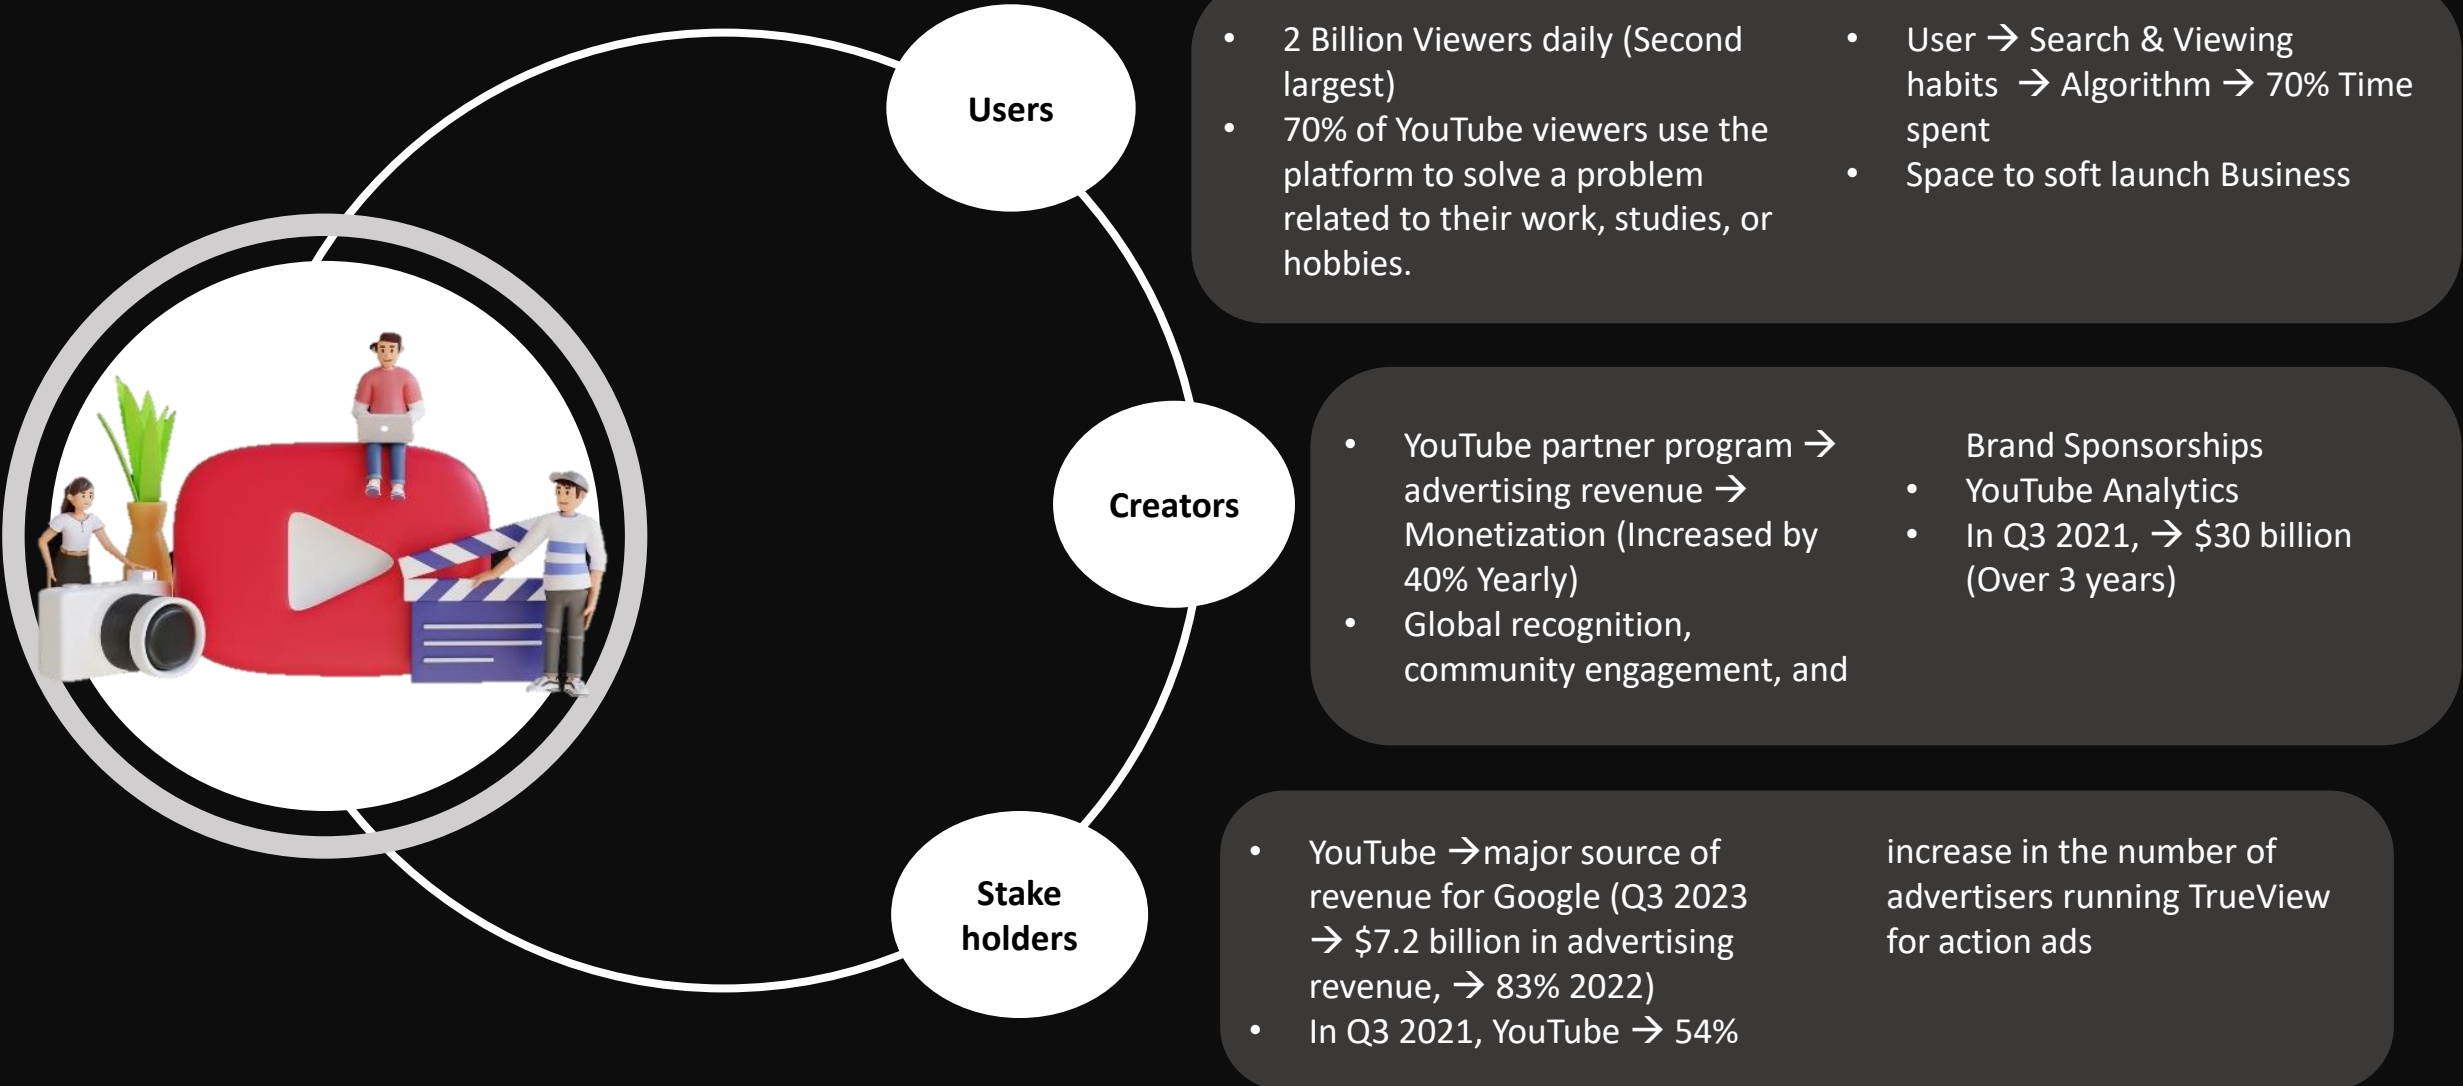 Users
• 2 Billion Viewers daily (Second
largest)
• 70% of YouTube viewers use the
platform to solve a problem
related to their work, studies, or
hobbies.
• User → Search & Viewing
habits → Algorithm → 70% Time
spent
• Space to soft launch Business
Creators
• YouTube partner program →
advertising revenue →
Monetization (Increased by
40% Yearly)
• Global recognition,
community engagement, and
Brand Sponsorships
• YouTube Analytics
• In Q3 2021, → $30 billion
(Over 3 years)
Stake
holders
• YouTube →major source of
revenue for Google (Q3 2023
→ $7.2 billion in advertising
revenue, → 83% 2022)
• In Q3 2021, YouTube → 54%
increase in the number of
advertisers running TrueView
for action ads